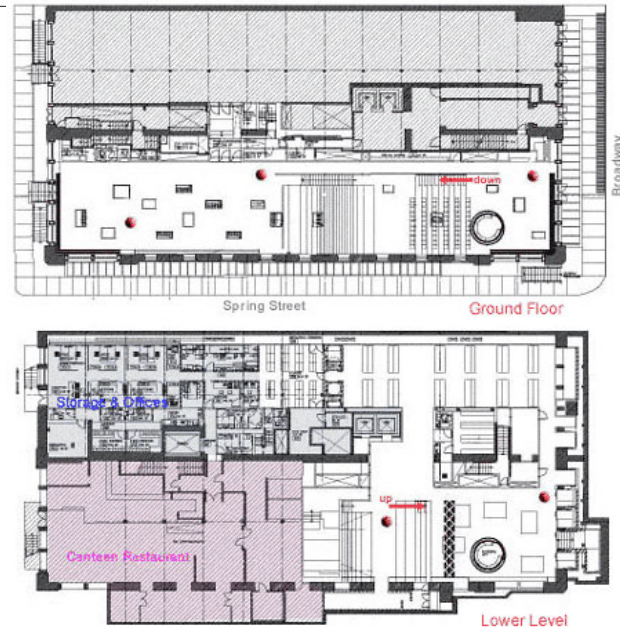 down
Broadway
Spring Street
Ground Floor
Storage & Offices
up
Canteen Restaurant
Lower Level